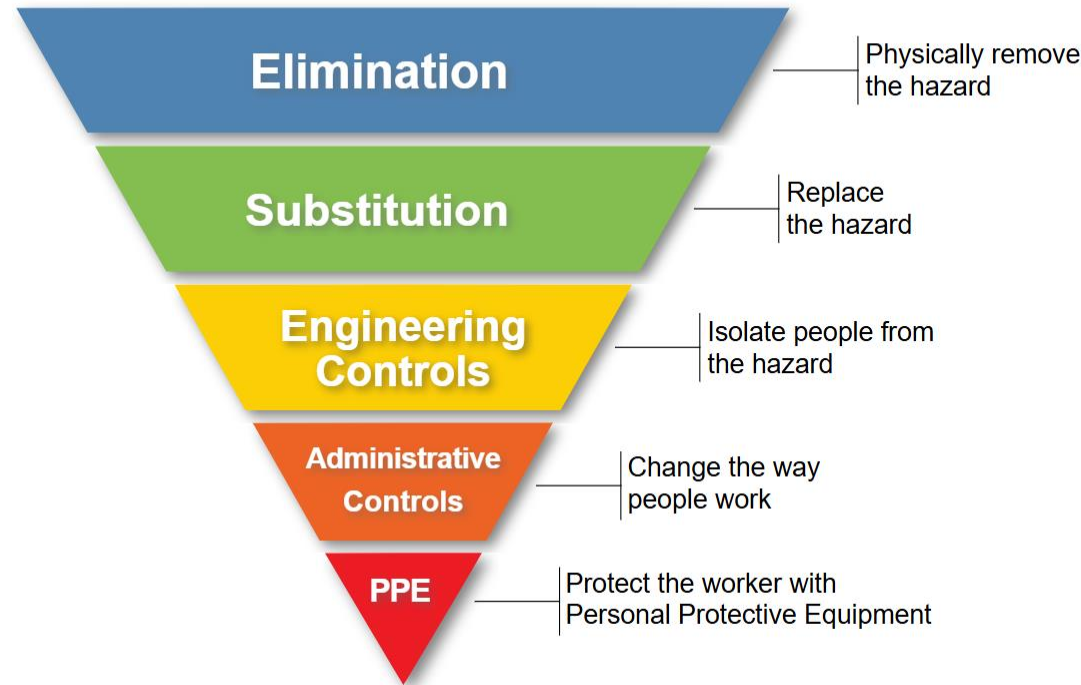 Elimination
Physically remove
the hazard
Substitution
Replace
the hazard
Engineering
Controls
Isolate people from
the hazard
Administrative
Controls
Change the way
people work
PPE
Protect the worker with
Personal Protective Equipment